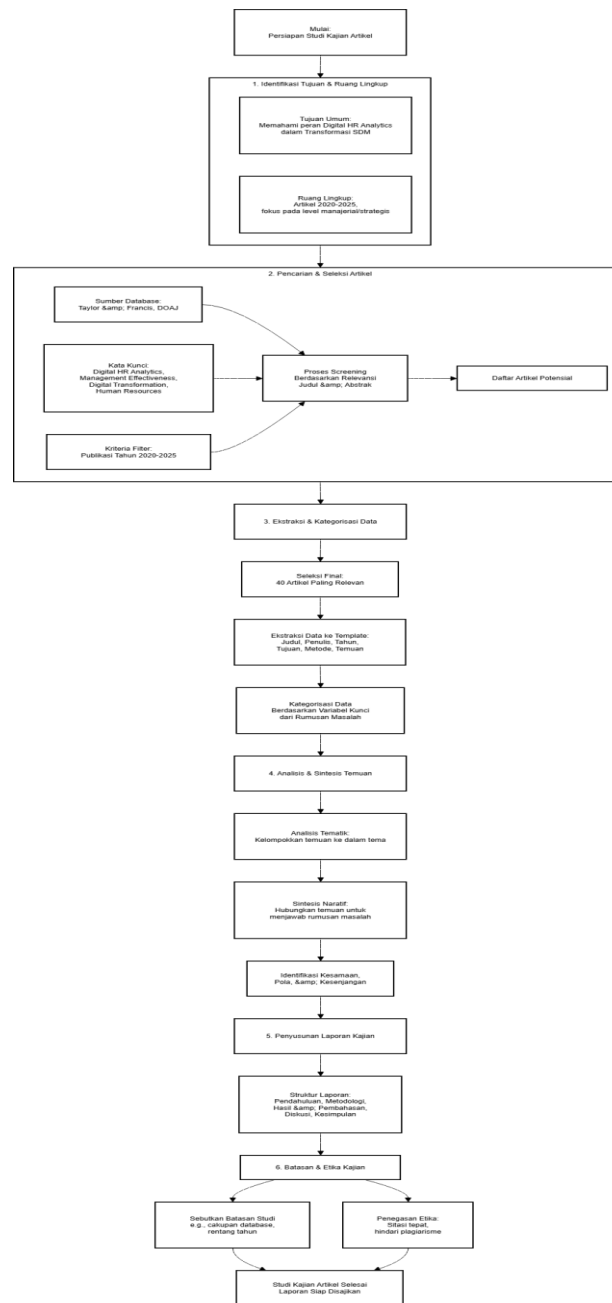 Mulai:
Persiapan Studi Kajian Artikel
1. Identifikasi Tujuan & Ruang Lingkup
Tujuan Umum:
Memahami peran Digital HR Analytics
dalam Transformasi SDM
Ruang Lingkup:
Artikel 2020-2025,
fokus pada level manajerial/strategis
2. Pencarian & Seleksi Artikel
Sumber Database:
Taylor &amp; Francis, DOAJ
Kata Kunci:
Digital HR Analytics,
Management Effectiveness,
Digital Transformation,
Human Resources
Kriteria Filter:
Publikasi Tahun 2020-2025
Proses Screening
Berdasarkan Relevansi
Judul &amp; Abstrak
Daftar Artikel Potensial
3. Ekstraksi & Kategorisasi Data
Seleksi Final:
40 Artikel Paling Relevan
Ekstraksi Data ke Template:
Judul, Penulis, Tahun,
Tujuan, Metode, Temuan
Kategorisasi Data
Berdasarkan Variabel Kunci
dari Rumusan Masalah
4. Analisis & Sintesis Temuan
Analisis Tematik:
Kelompokkan temuan ke dalam tema
Sintesis Naratif:
Hubungkan temuan untuk
menjawab rumusan masalah
Identifikasi Kesamaan,
Pola, &amp; Kesenjangan
5. Penyusunan Laporan Kajian
Struktur Laporan:
Pendahuluan, Metodologi,
Hasil &amp; Pembahasan,
Diskusi, Kesimpulan
6. Batasan & Etika Kajian
Sebutkan Batasan Studi
e.g., cakupan database,
rentang tahun
Penegasan Etika:
Sitasi tepat,
hindari plagiarisme
Studi Kajian Artikel Selesai
Laporan Siap Disajikan